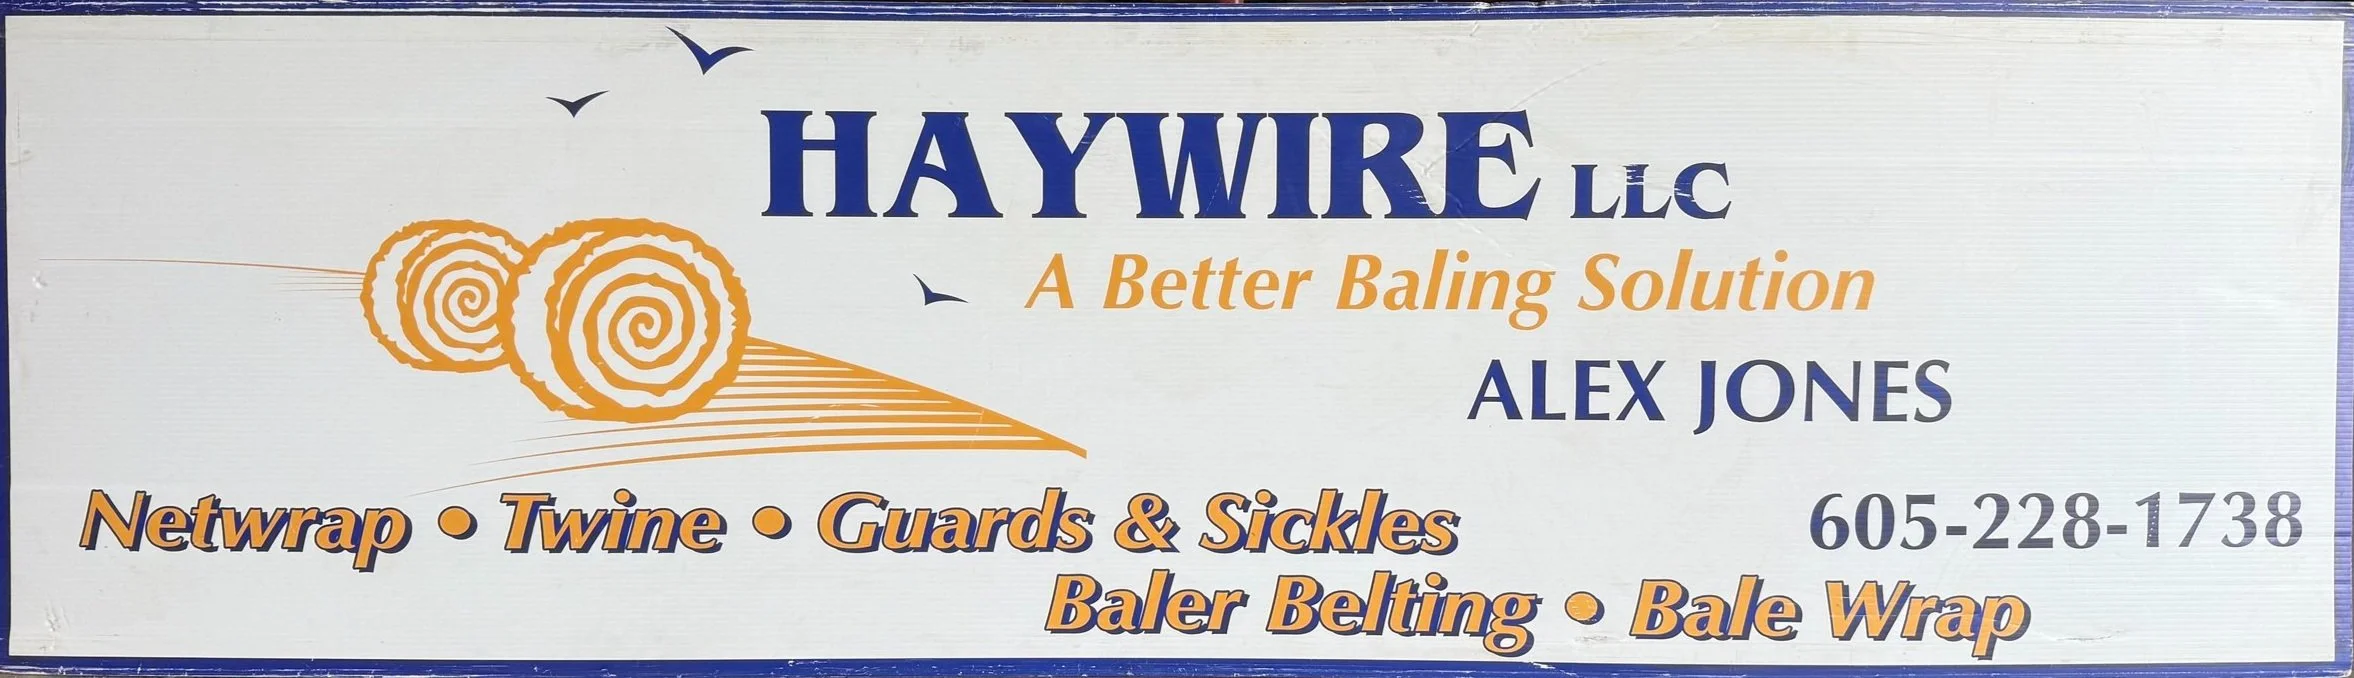 HAYWIRE LLC
A Better Baling Solution
ALEX JONES
Netwrap • Twine • Guards & Sickles
605-228-1738
Baler Belting • Bale Wrap